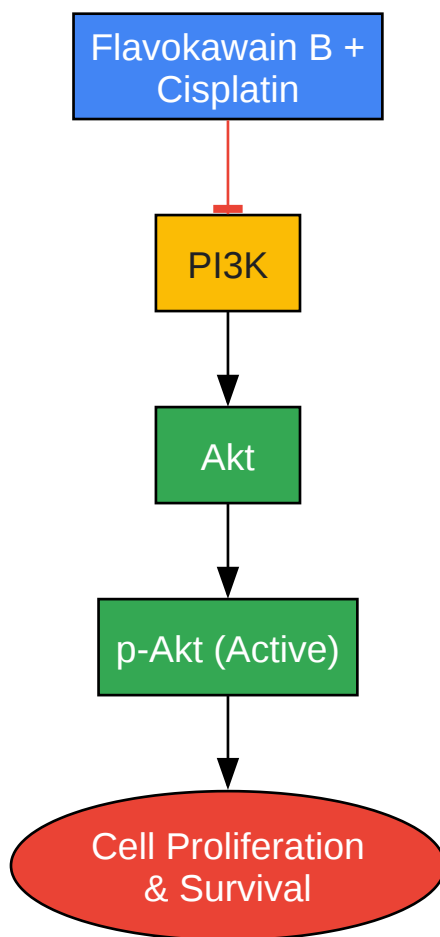 Flavokawain B +
Cisplatin
PI3K
Akt
p-Akt (Active)
Cell Proliferation
& Survival